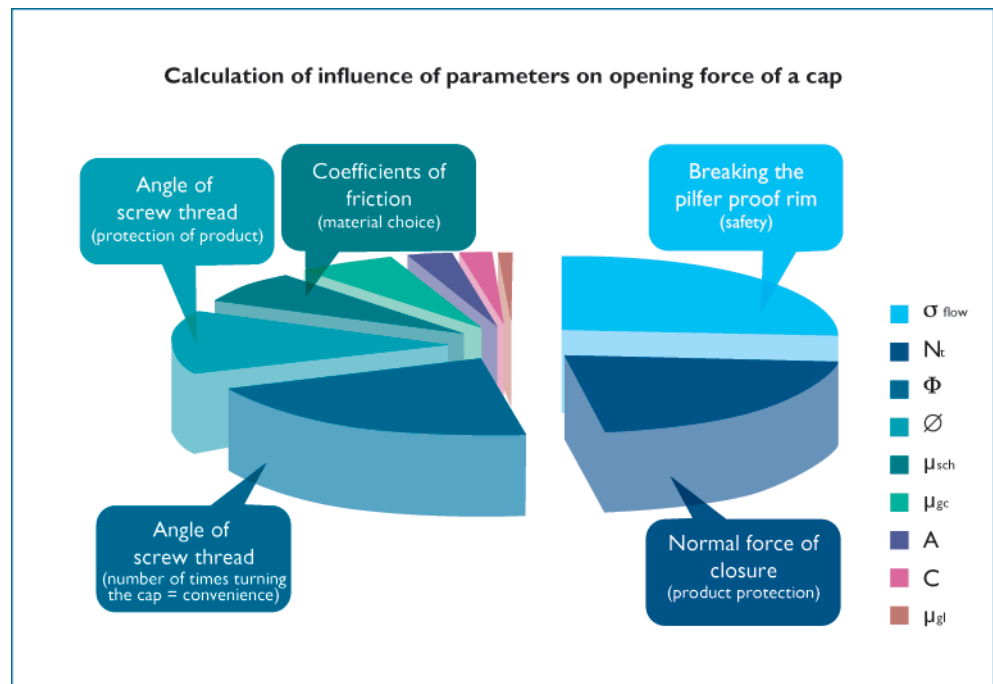 Calculation of influence of parameters on opening force of a cap
Angle of
screw thread
(protection of product)
Coefficients of
friction
(material choice)
Breaking the
pilfer proof rim
(safety)
Angle of
screw thread
(number of times turning
the cap = convenience)
Normal force of
closure
(product protection)
σ flow
Nt
Φ
Ø
μsch
μgc
A
C
μgl